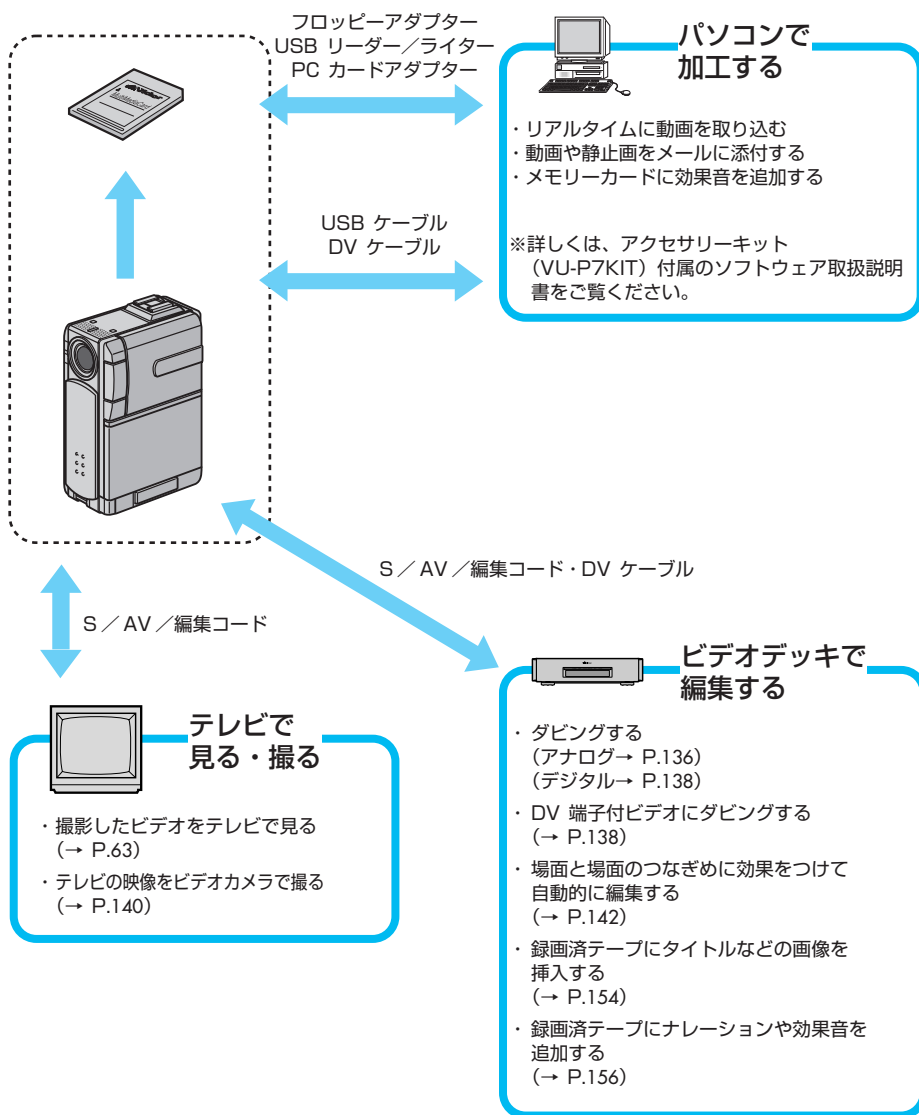 フロッピーアダプター
USB リーダー／ライター
PC カードアダプター
パソコンで
加工する
・リアルタイムに動画を取り込む
・動画や静止画をメールに添付する
・メモリーカードに効果音を追加する
※詳しくは、アクセサリーキット
（VU-P7KIT）付属のソフトウェア取扱説明
書をご覧ください。
USB ケーブル
DV ケーブル
S／AV／編集コード・DV ケーブル
S／AV／編集コード
テレビで
見る・撮る
・撮影したビデオをテレビで見る
（→ P.63）
・テレビの映像をビデオカメラで撮る
（→ P.140）
ビデオデッキで
編集する
・ダビングする
（アナログ→ P.136）
（デジタル→ P.138）
・DV 端子付ビデオにダビングする
（→ P.138）
・場面と場面のつなぎめに効果をつけて
自動的に編集する
（→ P.142）
・録画済テープにタイトルなどの画像を
挿入する
（→ P.154）
・録画済テープにナレーションや効果音を
追加する
（→ P.156）